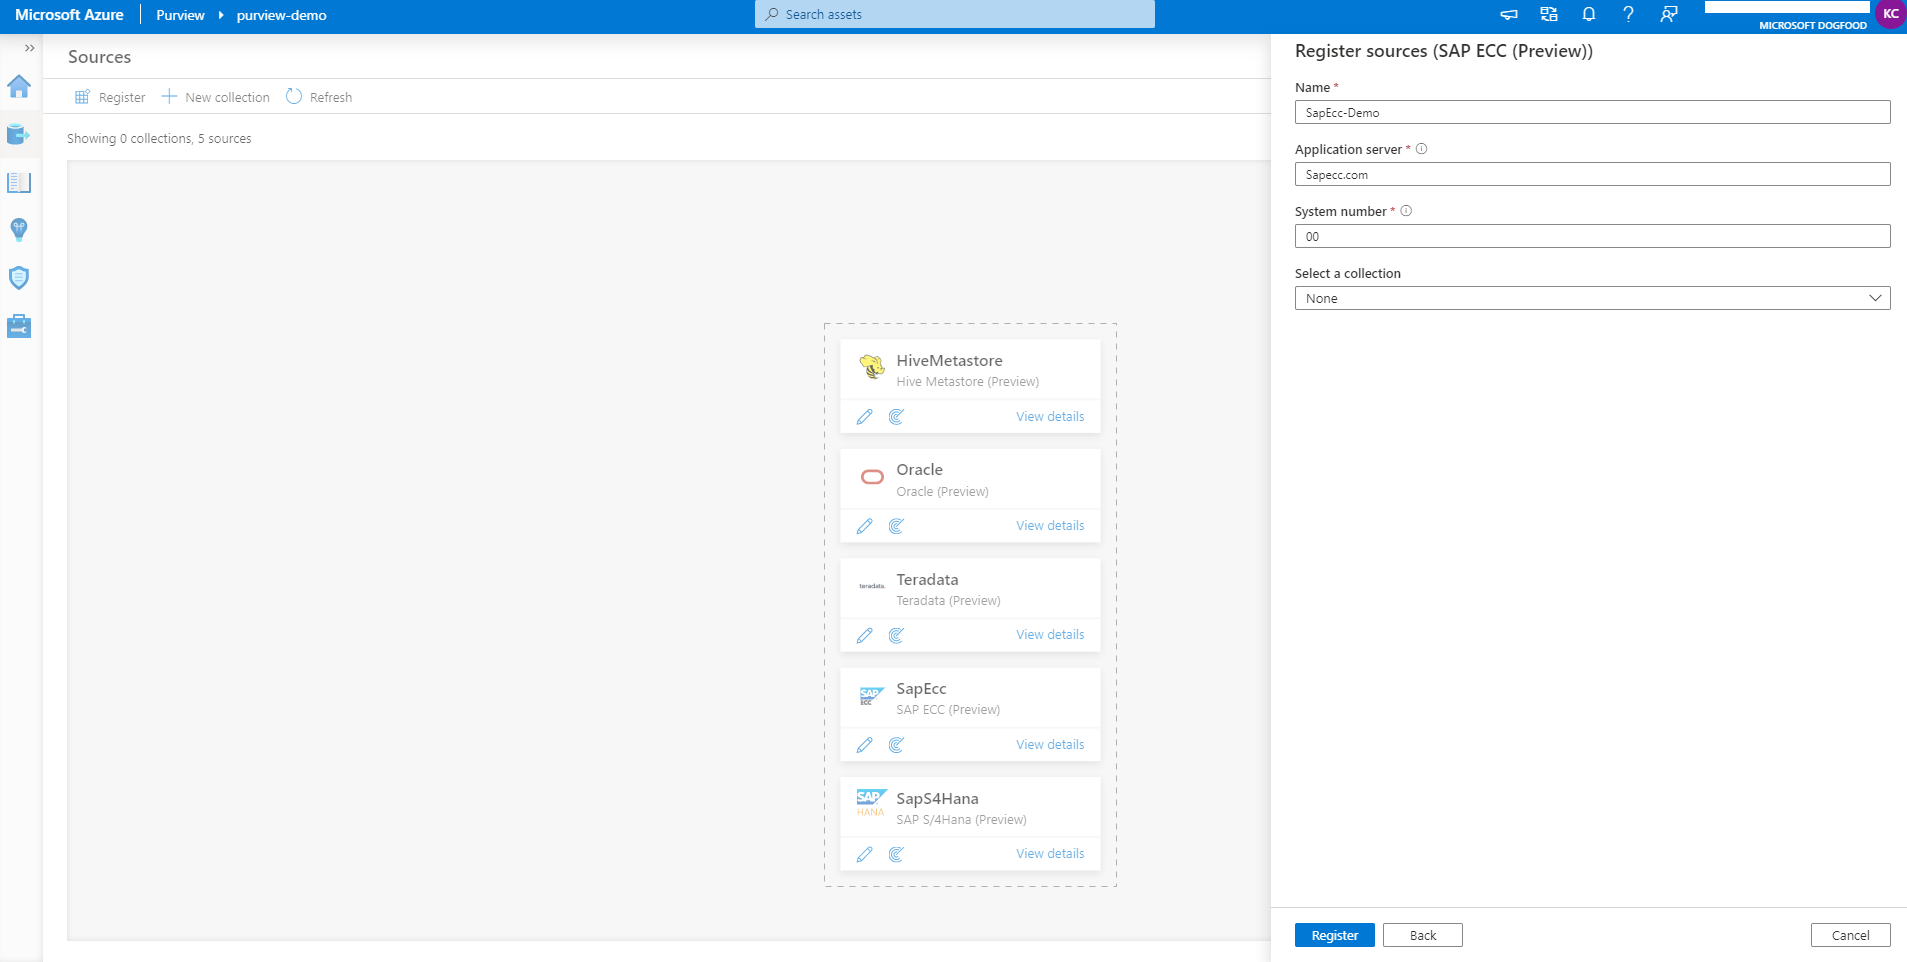 Microsoft Azure Purview purview-demo
Search assets
MICROSOFT DOGFOOD
KC
Sources
Register New collection Refresh
Showing 0 collections, 5 sources
HiveMetastore
Hive Metastore (Preview)
View details
Oracle
Oracle (Preview)
View details
teradata.
Teradata
Teradata (Preview)
View details
SAP
ECC
SapEcc
SAP ECC (Preview)
View details
SAP
HANA
SapS4Hana
SAP S/4Hana (Preview)
View details
Register sources (SAP ECC (Preview))
Name *
SapEcc-Demo
Application server *
Sapecc.com
System number *
00
Select a collection
None
Register Back Cancel